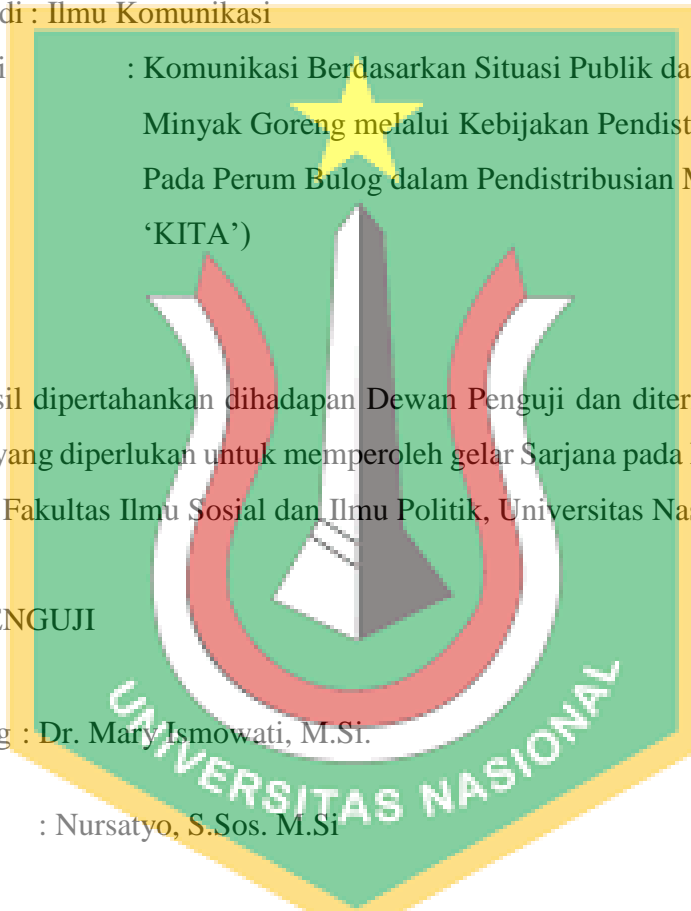 di : Ilmu Komunikasi
i : Komunikasi Berdasarkan Situasi Publik da
Minyak Goreng melalui Kebijakan Pendist
Pada Perum Bulog dalam Pendistribusian M
‘KITA’)
sil dipertahankan dihadapan Dewan Penguji dan diter
yang diperlukan untuk memperoleh gelar Sarjana pada
Fakultas Ilmu Sosial dan Ilmu Politik, Universitas Nas
ENGUJI
g : Dr. Mary Ismowati, M.Si.
: Nursatyo, S.Sos. M.Si
UNIVERSITAS NASIONAL